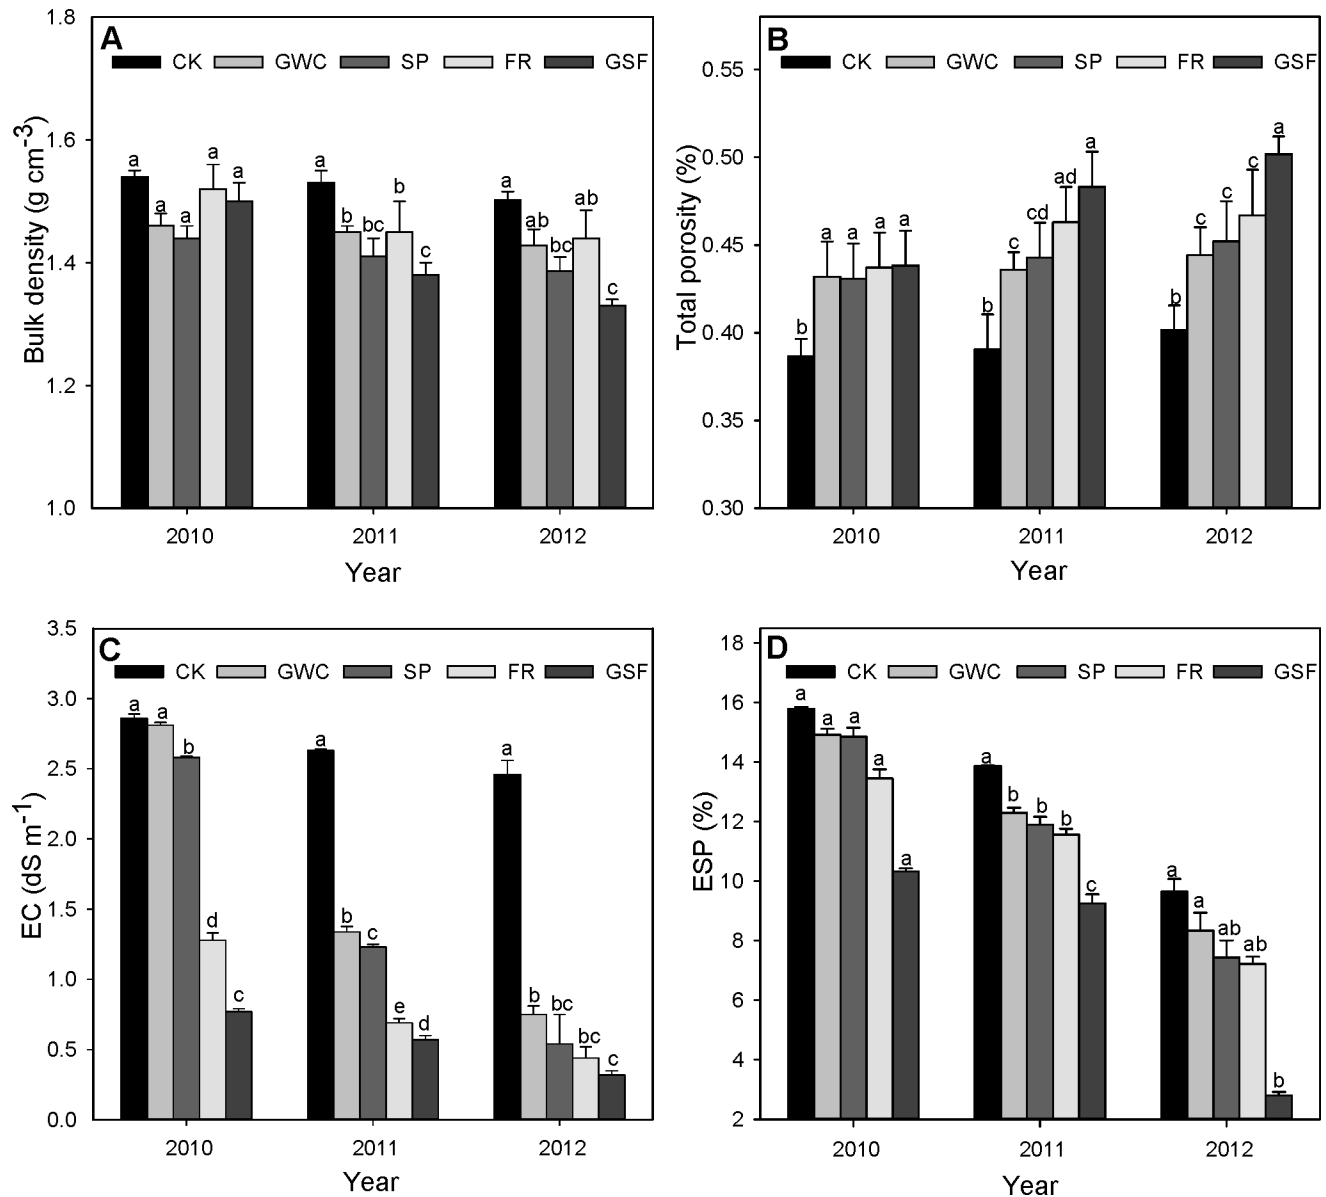 A
CK GWC SP FR GSF
Bulk density (g cm-3)
1.8
1.6
1.4
1.2
1.0
a a a a a
a b bc b c
a ab bc ab c
2010 2011 2012
Year
B
CK GWC SP FR GSF
Total porosity (%)
0.55
0.50
0.45
0.40
0.35
0.30
b a a a a
b c cd ad a
b c c c a
2010 2011 2012
Year
C
CK GWC SP FR GSF
EC (dS m-1)
3.5
3.0
2.5
2.0
1.5
1.0
0.5
0.0
a a b d c
a b c e d
a b bc bc c
2010 2011 2012
Year
D
CK GWC SP FR GSF
ESP (%)
18
16
14
12
10
8
6
4
2
a a a a a
a b b b c
a a ab ab b
2010 2011 2012
Year